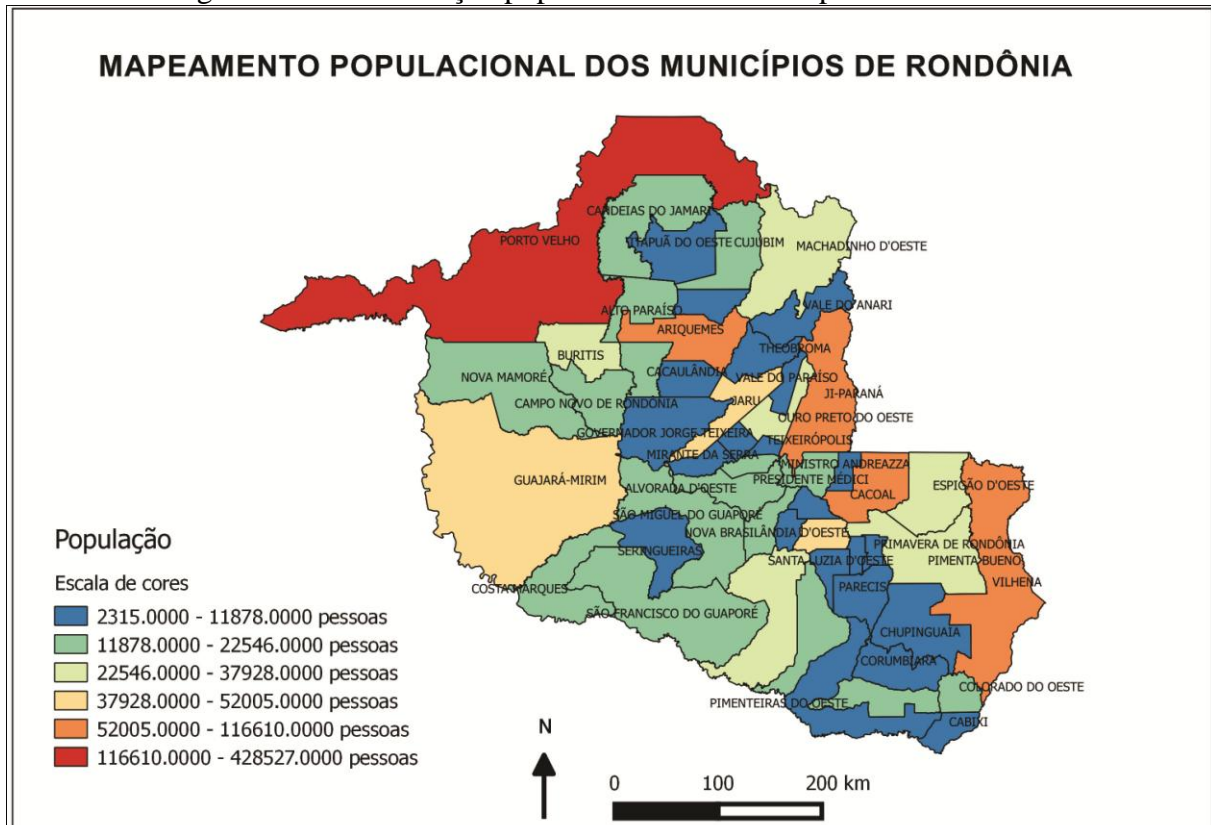 MAPEAMENTO POPULACIONAL DOS MUNICÍPIOS DE RONDÔNIA
CANDEIAS DO JAMARI
PORTO VELHO
ITAPUÃ DO OESTE
CUJUBIM
MACHADINHO D'OESTE
ALTO PARAÍSO
VALE DO ANARI
ARIQUEMES
THEOBROMA
BURITIS
CACAULÂNDIA
VALE DO PARAÍSO
NOVA MAMORÉ
JI-PARANÁ
CAMPO NOVO DE RONDÔNIA
JARU
OURO PRETO DO OESTE
GOVERNADOR JORGE TEIXEIRA
TEIXEIRÓPOLIS
MIRANTE DA SERRA
MINISTRO ANDREAZZA
GUAJARÁ-MIRIM
ALVORADA D'OESTE
PRESIDENTE MÉDICI
ESPIGÃO D'OESTE
CACOAL
SÃO MIGUEL DO GUAPORÉ
NOVA BRASILÂNDIA D'OESTE
PRIMAVERA DE RONDÔNIA
SERINGUEIRAS
SANTA LUZIA D'OESTE
PIMENTA BUENO
VILHENA
COSTA MARQUES
PARECIS
SÃO FRANCISCO DO GUAPORÉ
CHUPINGUAIA
CORUMBIARA
COLORADO DO OESTE
PIMENTEIRAS DO OESTE
CABIXI
População
Escala de cores
2315.0000 - 11878.0000 pessoas
11878.0000 - 22546.0000 pessoas
22546.0000 - 37928.0000 pessoas
37928.0000 - 52005.0000 pessoas
52005.0000 - 116610.0000 pessoas
116610.0000 - 428527.0000 pessoas
N
0 100 200 km